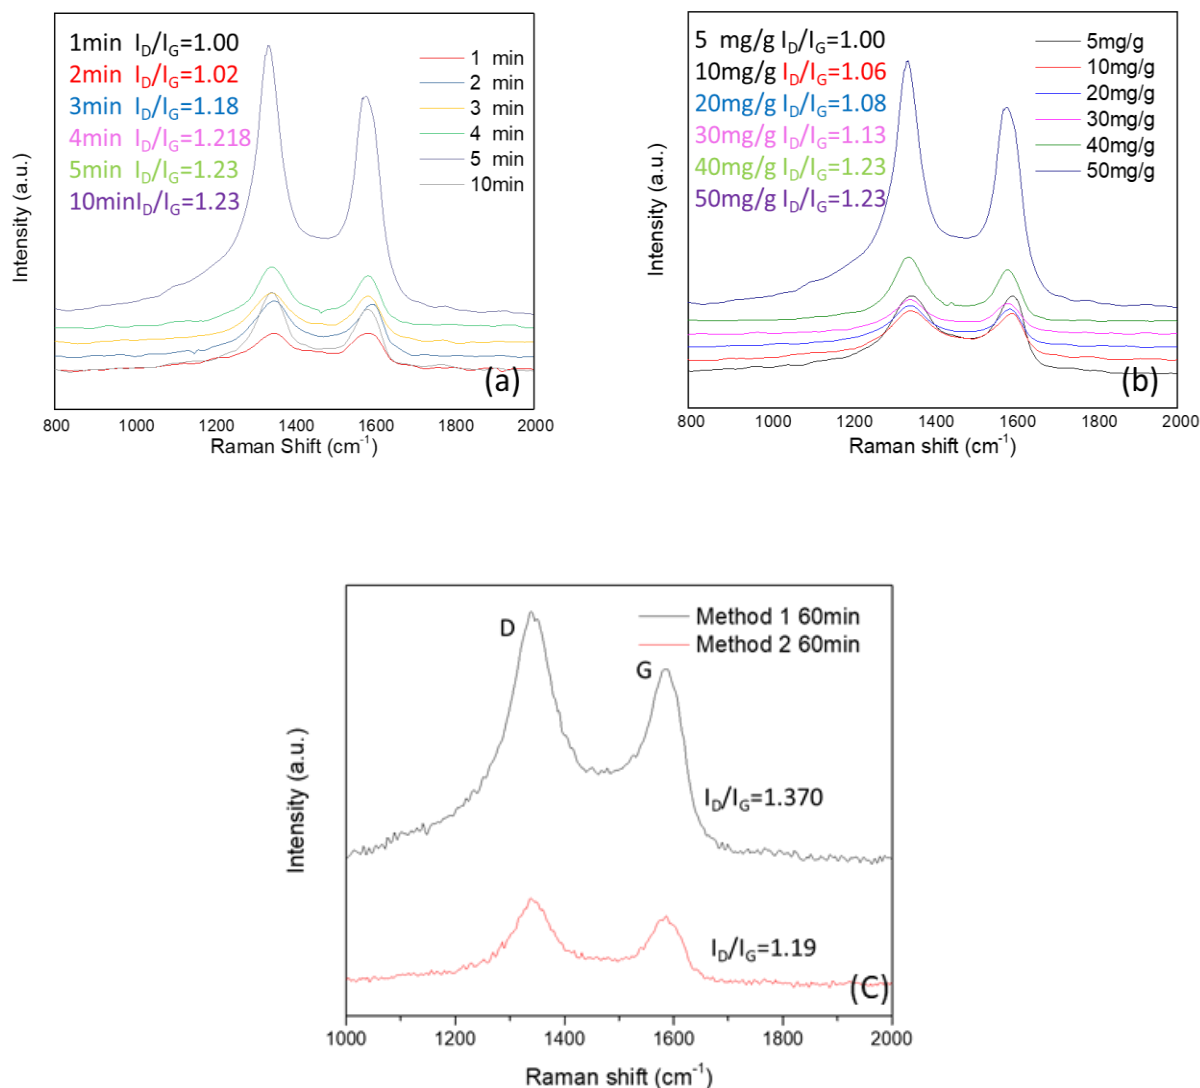 1min I_D/I_G=1.00
2min I_D/I_G=1.02
3min I_D/I_G=1.18
4min I_D/I_G=1.218
5min I_D/I_G=1.23
10minI_D/I_G=1.23
1 min
2 min
3 min
4 min
5 min
10min
Intensity (a.u.)
(a)
800 1000 1200 1400 1600 1800 2000
Raman Shift (cm⁻¹)
5 mg/g I_D/I_G=1.00
10mg/g I_D/I_G=1.06
20mg/g I_D/I_G=1.08
30mg/g I_D/I_G=1.13
40mg/g I_D/I_G=1.23
50mg/g I_D/I_G=1.23
5mg/g
10mg/g
20mg/g
30mg/g
40mg/g
50mg/g
Intensity (a.u.)
(b)
800 1000 1200 1400 1600 1800 2000
Raman shift (cm⁻¹)
Method 1 60min
Method 2 60min
D
G
I_D/I_G=1.370
I_D/I_G=1.19
Intensity (a.u.)
(C)
1000 1200 1400 1600 1800 2000
Raman shift (cm⁻¹)